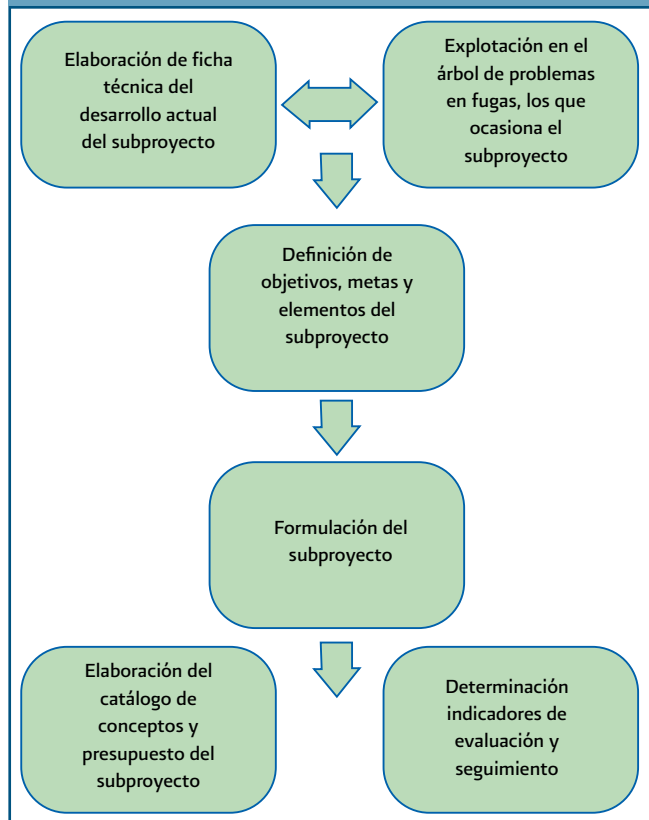 Elaboración de ficha
técnica del
desarrollo actual
del subproyecto
Explotación en el
árbol de problemas
en fugas, los que
ocasiona el
subproyecto
Definición de
objetivos, metas y
elementos del
subproyecto
Formulación del
subproyecto
Elaboración del
catálogo de
conceptos y
presupuesto del
subproyecto
Determinación
indicadores de
evaluación y
seguimiento